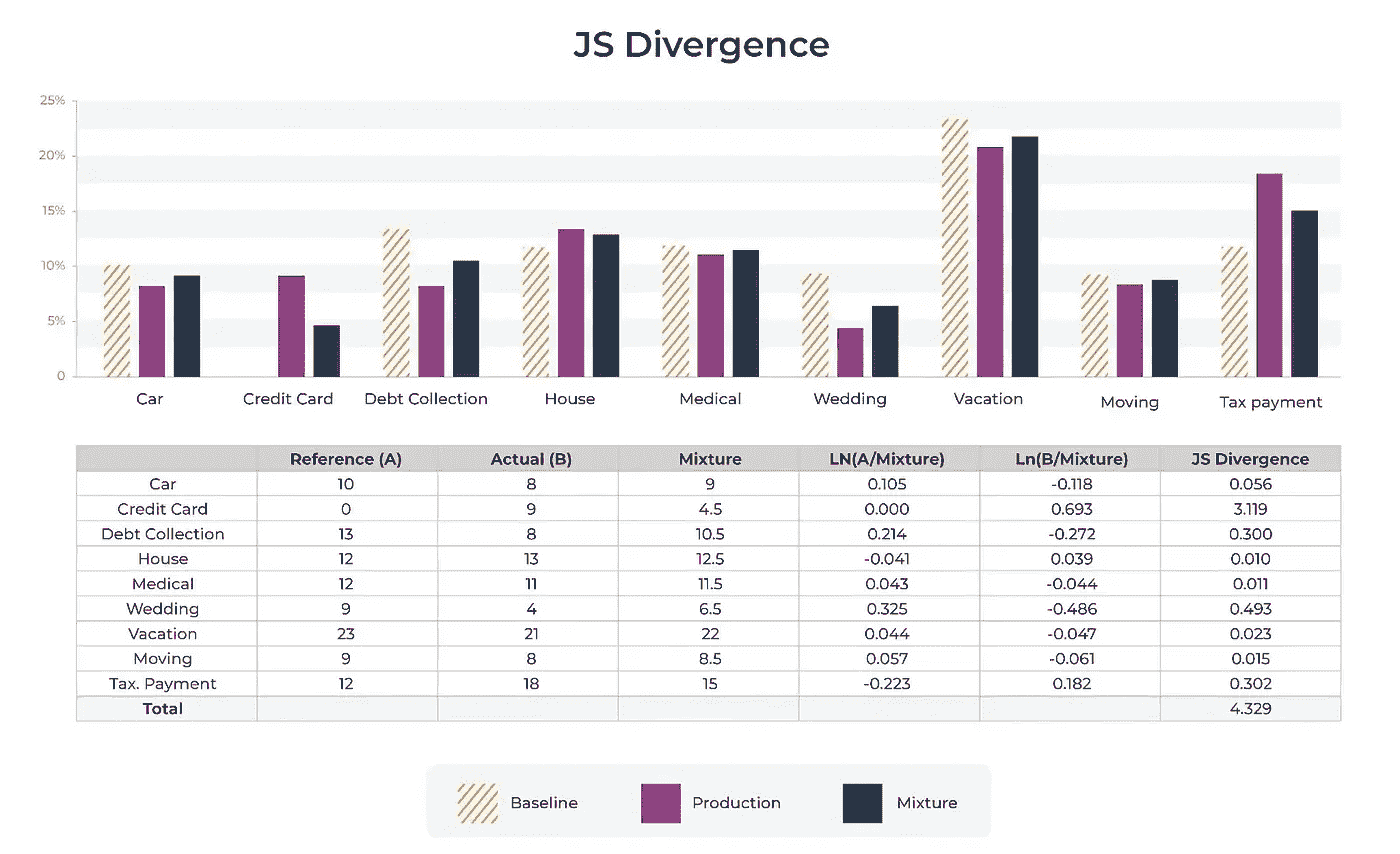 JS Divergence
25%
20%
15%
10%
5%
0
Car Credit Card Debt Collection House Medical Wedding Vacation Moving Tax payment
Reference (A) Actual (B) Mixture LN(A/Mixture) Ln(B/Mixture) JS Divergence
Car 10 8 9 0.105 -0.118 0.056
Credit Card 0 9 4.5 0.000 0.693 3.119
Debt Collection 13 8 10.5 0.214 -0.272 0.300
House 12 13 12.5 -0.041 0.039 0.010
Medical 12 11 11.5 0.043 -0.044 0.011
Wedding 9 4 6.5 0.325 -0.486 0.493
Vacation 23 21 22 0.044 -0.047 0.023
Moving 9 8 8.5 0.057 -0.061 0.015
Tax. Payment 12 18 15 -0.223 0.182 0.302
Total 4.329
Baseline Production Mixture